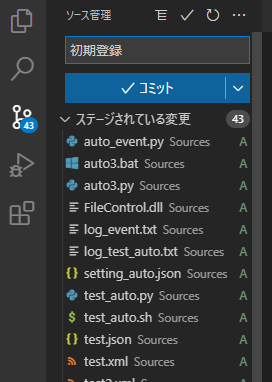 ソース管理
初期登録
コミット
ステージされている変更 43
43
auto_event.py Sources A
auto3.bat Sources A
auto3.py Sources A
FileControl.dll Sources A
log_event.txt Sources A
log_test_auto.txt Sources A
setting_auto.json Sources A
test_auto.py Sources A
test_auto.sh Sources A
test.json Sources A
test.xml Sources A